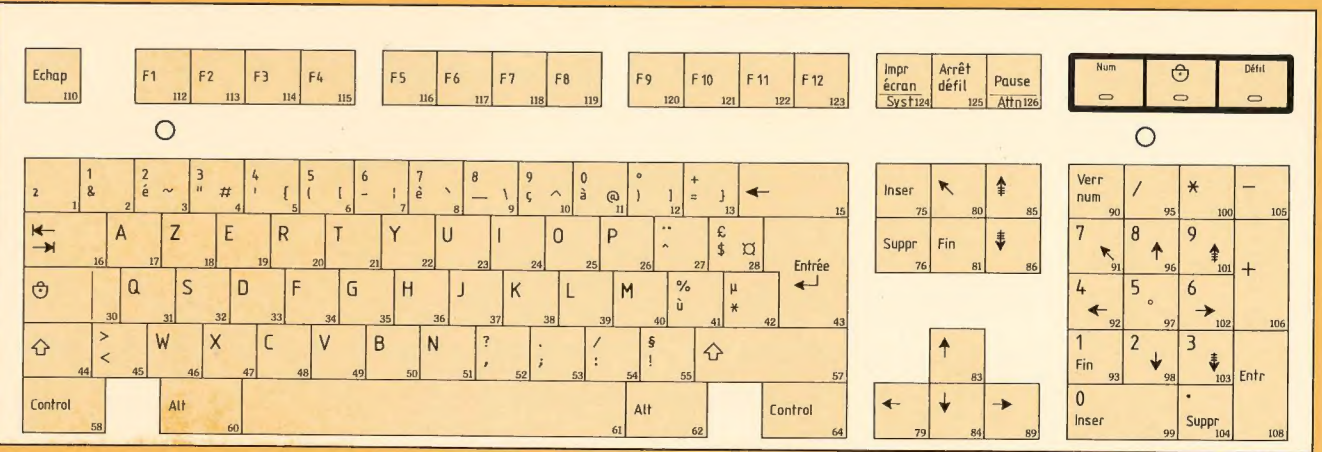 Echap 110 F1 112 F2 113 F3 114 F4 115 F5 116 F6 117 F7 118 F8 119 F9 120 F10 121 F11 122 F12 123 Impr écran Syst 124 Arrêt défil 125 Pause Attn 126 Num Défil
² 1 1 & 2 2 é ~ 3 3 " # 4 4 ' { 5 5 ( [ 6 6 - ¦ 7 7 è ` 8 8 _ \ 9 9 ç ^ 10 0 à @ 11 ° ) ] 12 + = } 13 ← 15 Inser 75 ↖ 80 ⇞ 85 Verr num 90 / 95 * 100 - 105
⇤ ⇥ 16 A 17 Z 18 E 19 R 20 T 21 Y 22 U 23 I 24 O 25 P 26 ¨ ^ 27 £ $ ¤ 28 Entrée ↵ 43 Suppr 76 Fin 81 ⇟ 86 7 ↖ 91 8 ↑ 96 9 ⇞ 101 + 106
30 Q 31 S 32 D 33 F 34 G 35 H 36 J 37 K 38 L 39 M 40 % ù 41 µ * 42 4 ← 92 5 ° 97 6 → 102
⇧ 44 > < 45 W 46 X 47 C 48 V 49 B 50 N 51 ? , 52 . ; 53 / : 54 § ! 55 ⇧ 57 ↑ 83 1 Fin 93 2 ↓ 98 3 ⇟ 103 Entr 108
Control 58 Alt 60 61 Alt 62 Control 64 ← 79 ↓ 84 → 89 0 Inser 99 . Suppr 104